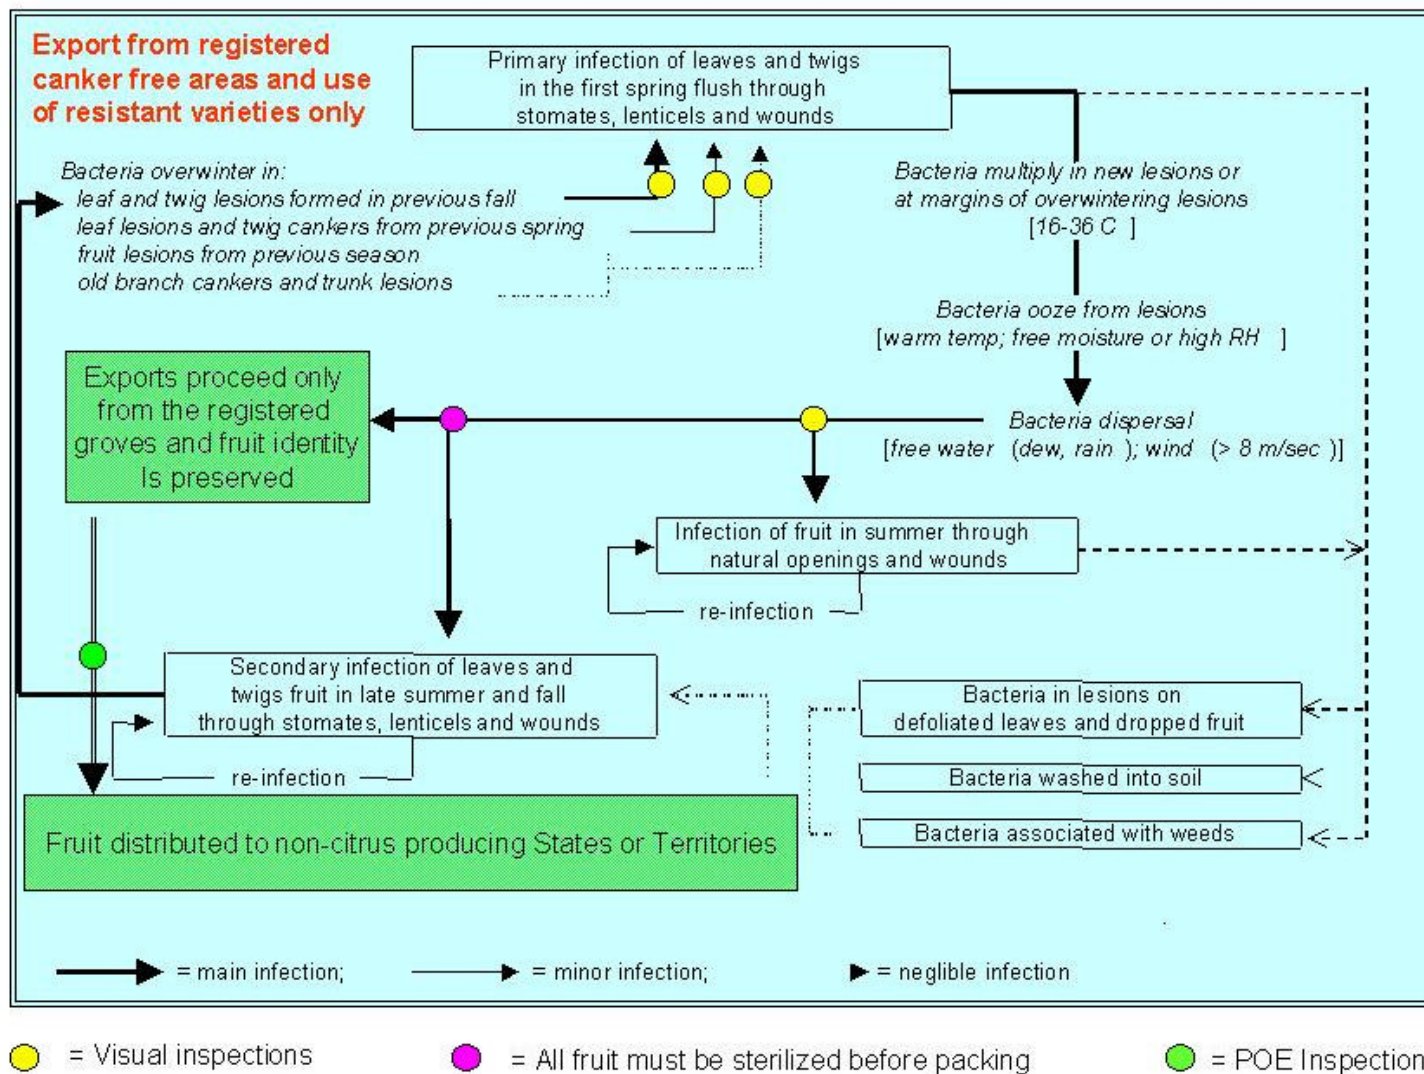 Export from registered
canker free areas and use
of resistant varieties only
Primary infection of leaves and twigs
in the first spring flush through
stomates, lenticels and wounds
Bacteria overwinter in:
leaf and twig lesions formed in previous fall
leaf lesions and twig cankers from previous spring
fruit lesions from previous season
old branch cankers and trunk lesions
Bacteria multiply in new lesions or
at margins of overwintering lesions
[16-36 C ]
Bacteria ooze from lesions
[warm temp; free moisture or high RH ]
Exports proceed only
from the registered
groves and fruit identity
Is preserved
Bacteria dispersal
[free water (dew, rain ); wind (> 8 m/sec )]
Infection of fruit in summer through
natural openings and wounds
re-infection
Secondary infection of leaves and
twigs fruit in late summer and fall
through stomates, lenticels and wounds
re-infection
Bacteria in lesions on
defoliated leaves and dropped fruit
Bacteria washed into soil
Bacteria associated with weeds
Fruit distributed to non-citrus producing States or Territories
= main infection;
= minor infection;
= neglible infection
= Visual inspections
= All fruit must be sterilized before packing
= POE Inspection